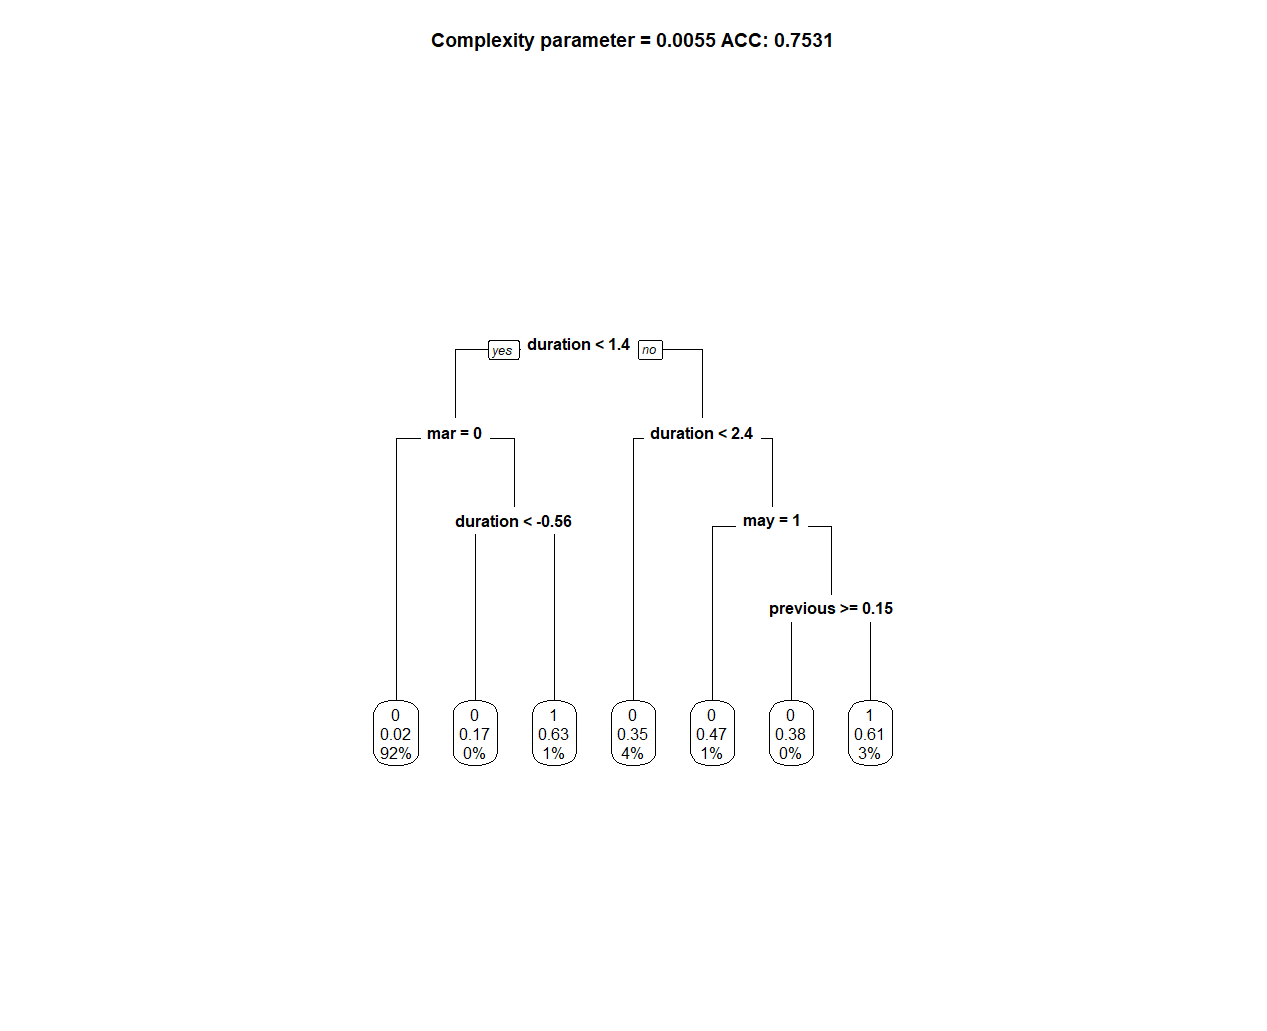 Complexity parameter = 0.0055 ACC: 0.7531
yes duration < 1.4 no
mar = 0 duration < 2.4
duration < -0.56 may = 1
previous >= 0.15
0 0 1 0 0 0 1
0.02 0.17 0.63 0.35 0.47 0.38 0.61
92% 0% 1% 4% 1% 0% 3%